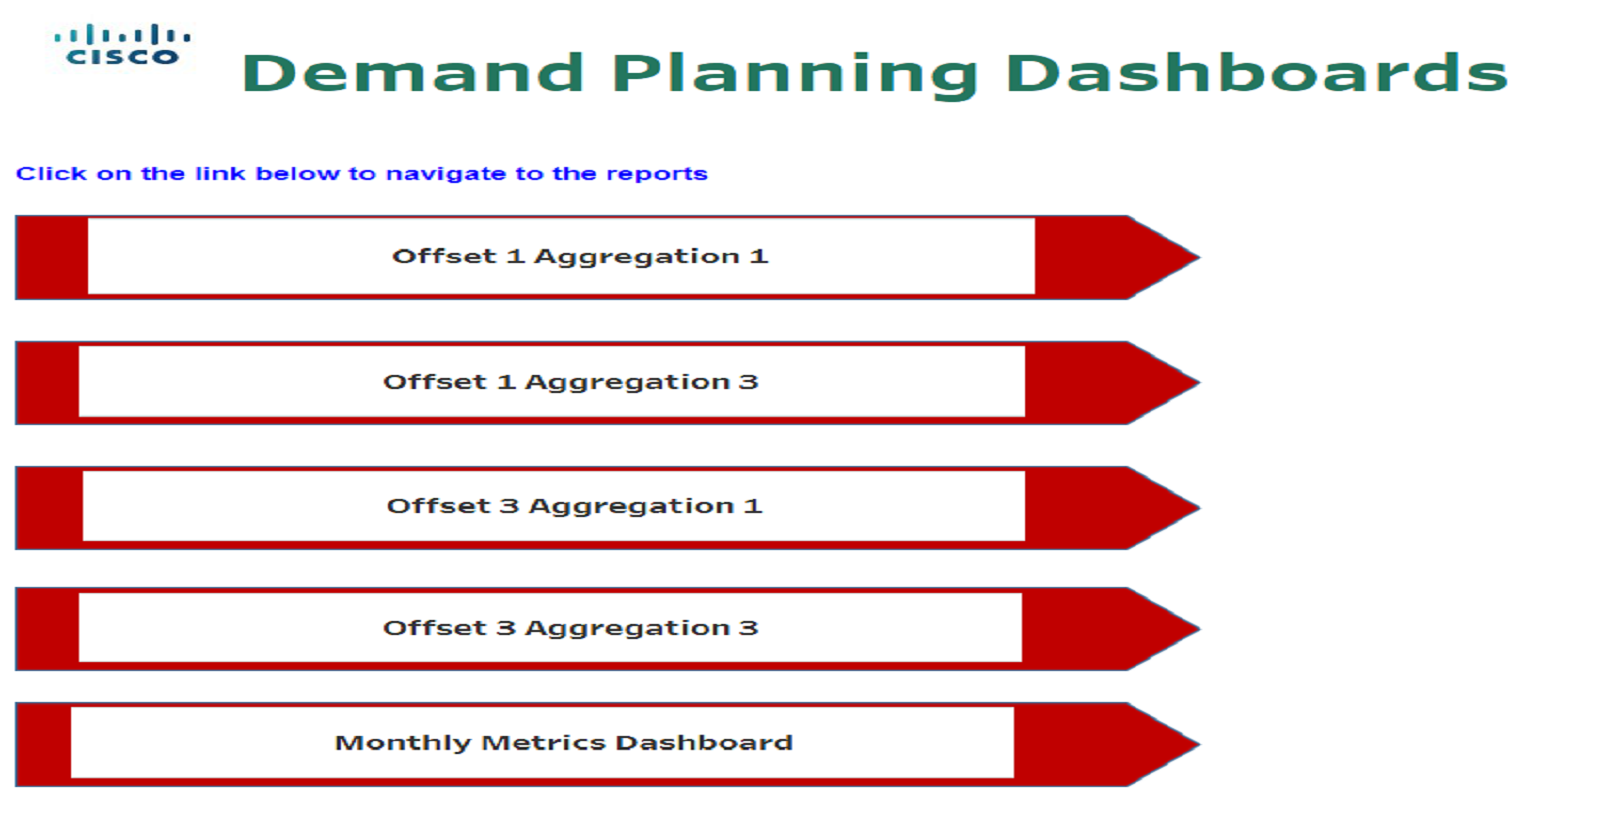 CISCO
Demand Planning Dashboards
Click on the link below to navigate to the reports
Offset 1 Aggregation 1
Offset 1 Aggregation 3
Offset 3 Aggregation 1
Offset 3 Aggregation 3
Monthly Metrics Dashboard